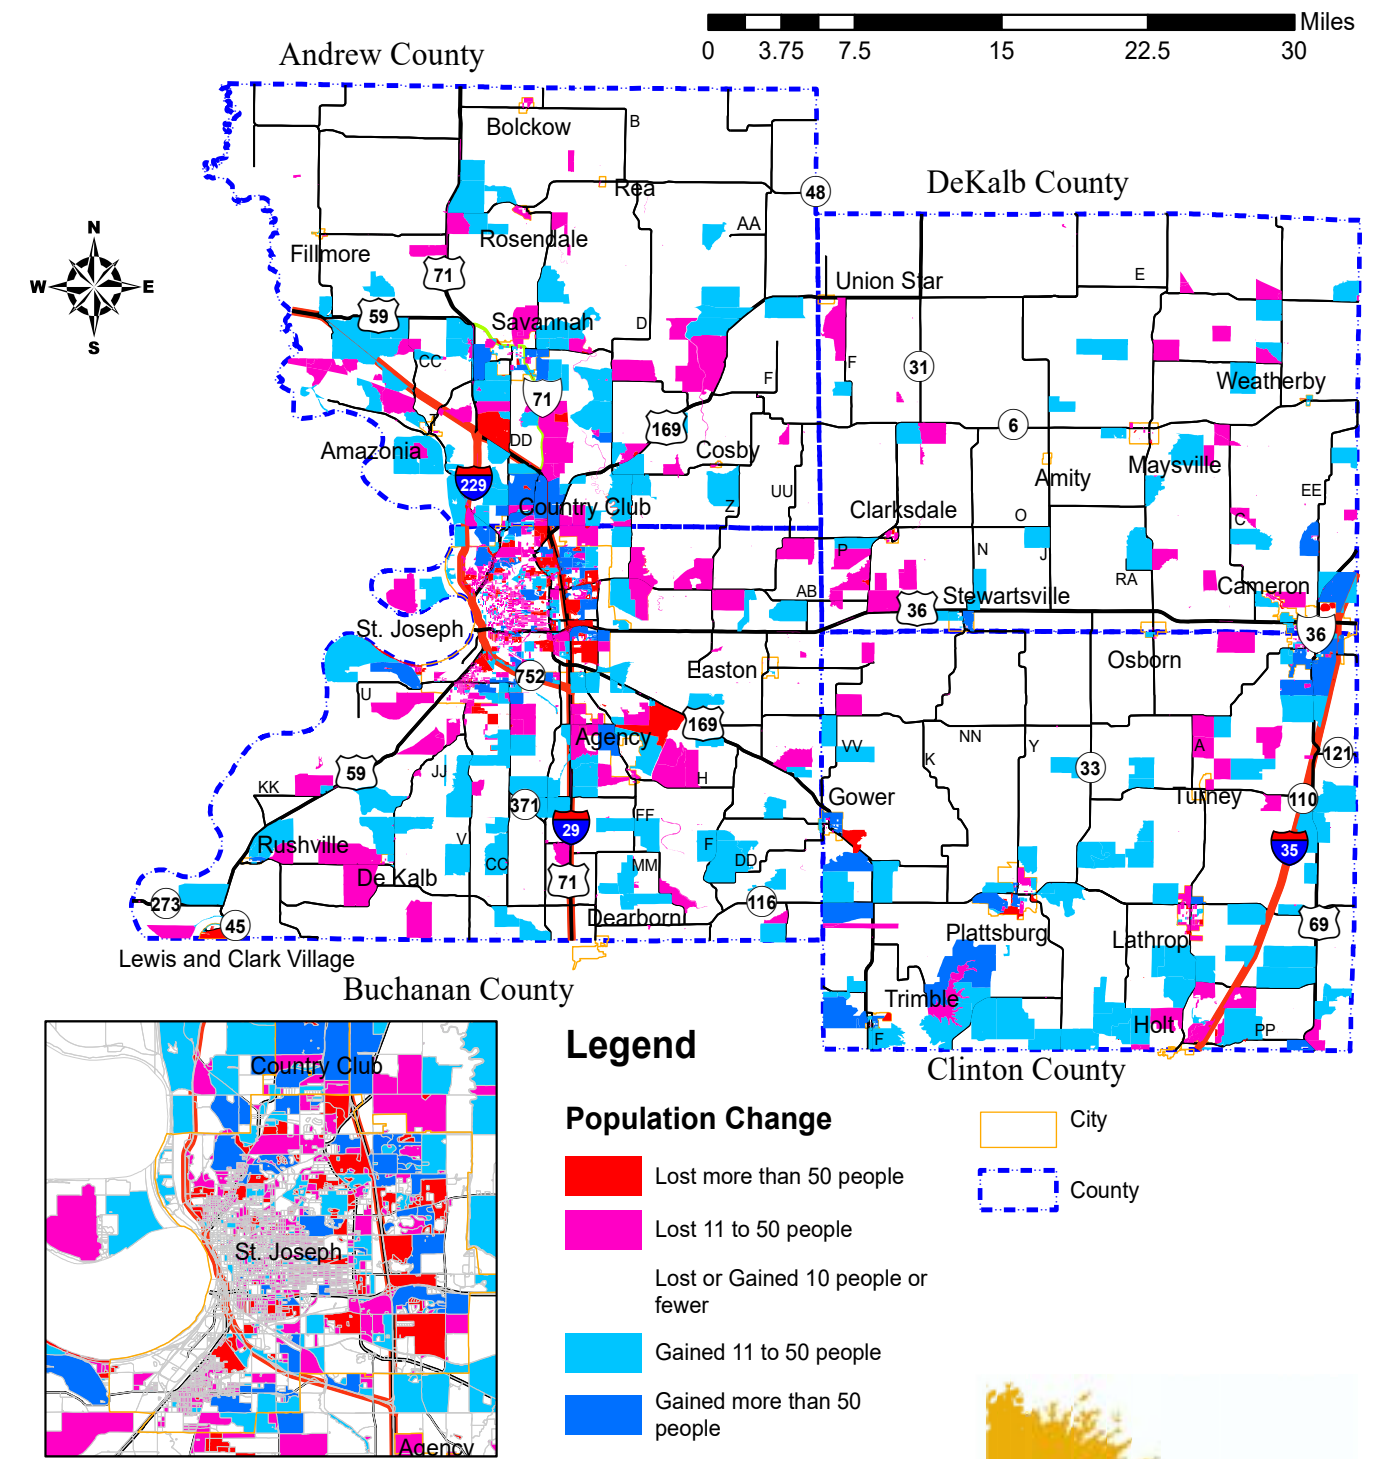 Miles
0 3.75 7.5 15 22.5 30
Andrew County
DeKalb County
N
W E
S
Bolckow
B
Rea
48
AA
Rosendale
Fillmore
71
Union Star
E
59
Savannah
D
CC
F
F
31
Weatherby
71
169
6
T
DD
Amazonia
Cosby
Maysville
Amity
229
UU
EE
Z
Country Club
Clarksdale
O
C
P
N
J
RA
AB
Stewartsville
Cameron
36
St. Joseph
36
Easton
Osborn
752
U
169
Agency
VV
NN
Y
A
K
121
59
JJ
H
33
KK
371
Gower
Turney
110
FF
29
V
Rushville
F
35
CC
MM
DD
De Kalb
71
273
116
45
Dearborn
Plattsburg
Lathrop
69
Lewis and Clark Village
Buchanan County
Trimble
Holt
PP
F
Clinton County
Country Club
St. Joseph
Agency
Legend
Population Change
Lost more than 50 people
Lost 11 to 50 people
Lost or Gained 10 people or
fewer
Gained 11 to 50 people
Gained more than 50
people
City
County